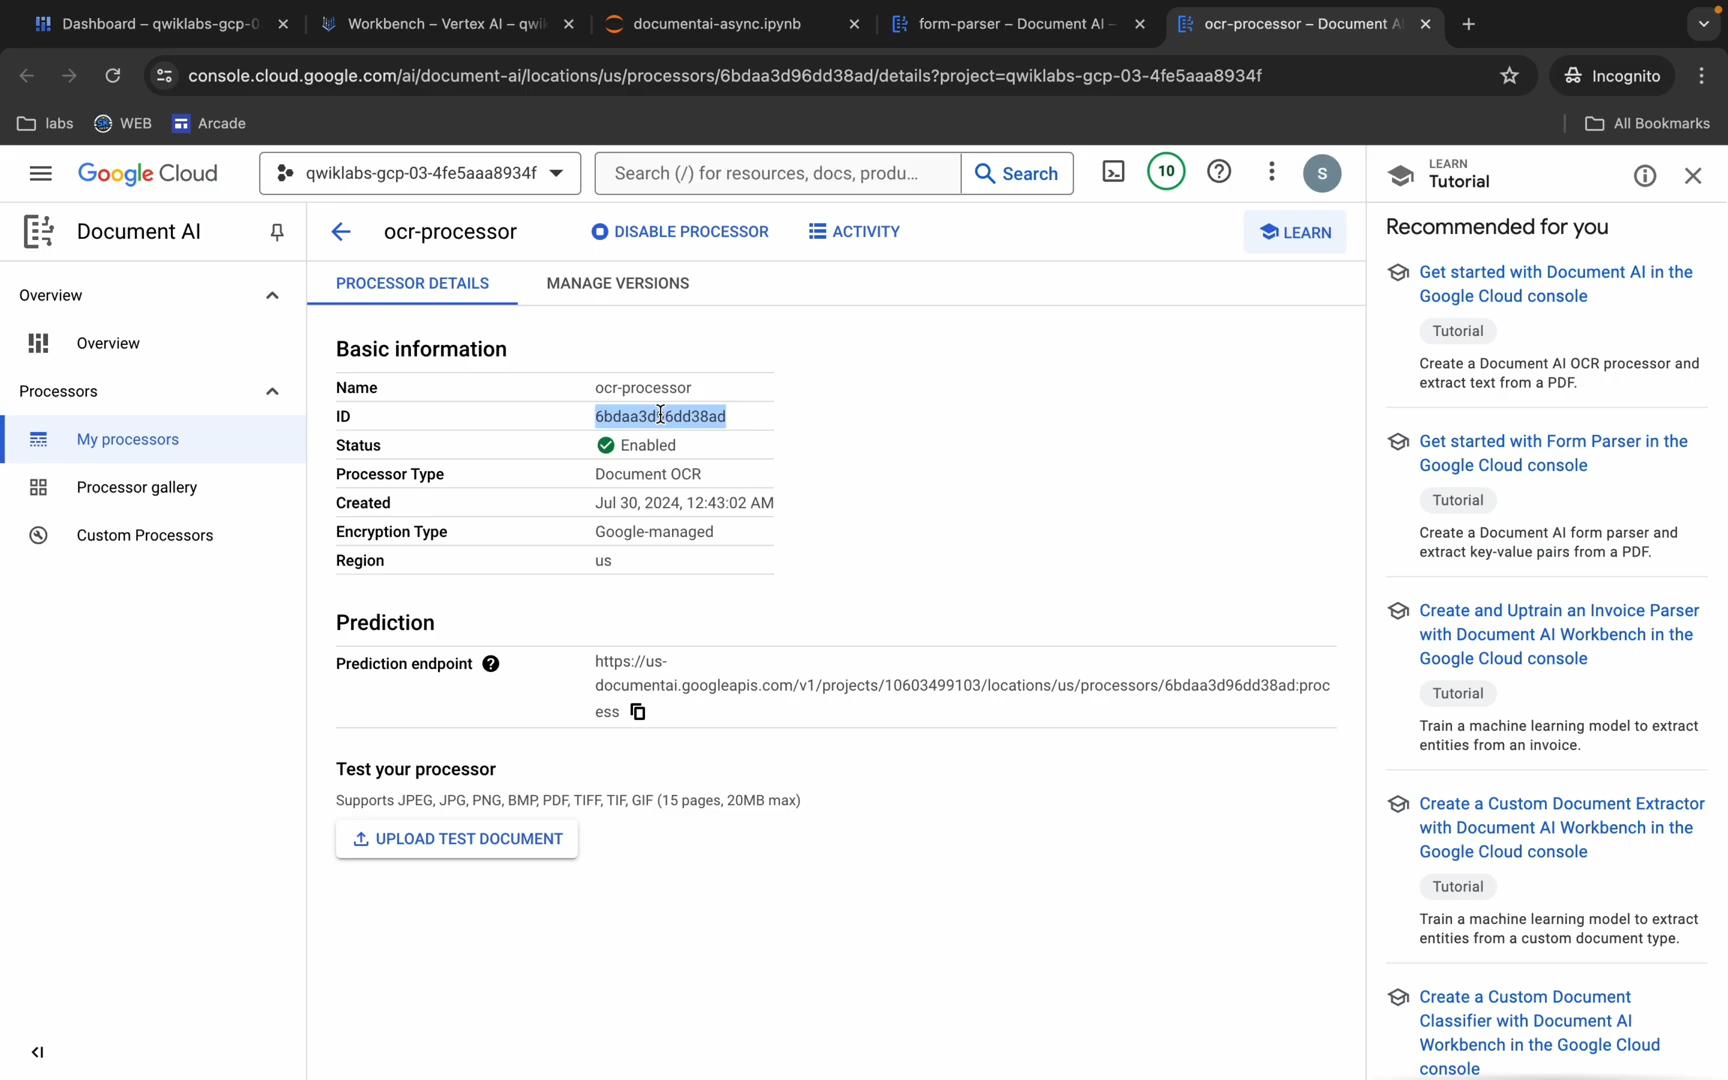 Dashboard – qwiklabs-gcp-0
Workbench – Vertex AI – qwik
documentai-async.ipynb
form-parser – Document AI –
ocr-processor – Document A
console.cloud.google.com/ai/document-ai/locations/us/processors/6bdaa3d96dd38ad/details?project=qwiklabs-gcp-03-4fe5aaa8934f
Incognito
labs
WEB
Arcade
All Bookmarks
Google Cloud
qwiklabs-gcp-03-4fe5aaa8934f
Search (/) for resources, docs, produ...
Search
10
S
LEARN
Tutorial
Document AI
ocr-processor
DISABLE PROCESSOR
ACTIVITY
LEARN
Overview
Overview
Processors
My processors
Processor gallery
Custom Processors
PROCESSOR DETAILS
MANAGE VERSIONS
Basic information
Name ocr-processor
ID 6bdaa3d96dd38ad
Status Enabled
Processor Type Document OCR
Created Jul 30, 2024, 12:43:02 AM
Encryption Type Google-managed
Region us
Prediction
Prediction endpoint https://us-
documentai.googleapis.com/v1/projects/10603499103/locations/us/processors/6bdaa3d96dd38ad:proc
ess
Test your processor
Supports JPEG, JPG, PNG, BMP, PDF, TIFF, TIF, GIF (15 pages, 20MB max)
UPLOAD TEST DOCUMENT
Recommended for you
Get started with Document AI in the
Google Cloud console
Tutorial
Create a Document AI OCR processor and
extract text from a PDF.
Get started with Form Parser in the
Google Cloud console
Tutorial
Create a Document AI form parser and
extract key-value pairs from a PDF.
Create and Uptrain an Invoice Parser
with Document AI Workbench in the
Google Cloud console
Tutorial
Train a machine learning model to extract
entities from an invoice.
Create a Custom Document Extractor
with Document AI Workbench in the
Google Cloud console
Tutorial
Train a machine learning model to extract
entities from a custom document type.
Create a Custom Document
Classifier with Document AI
Workbench in the Google Cloud
console